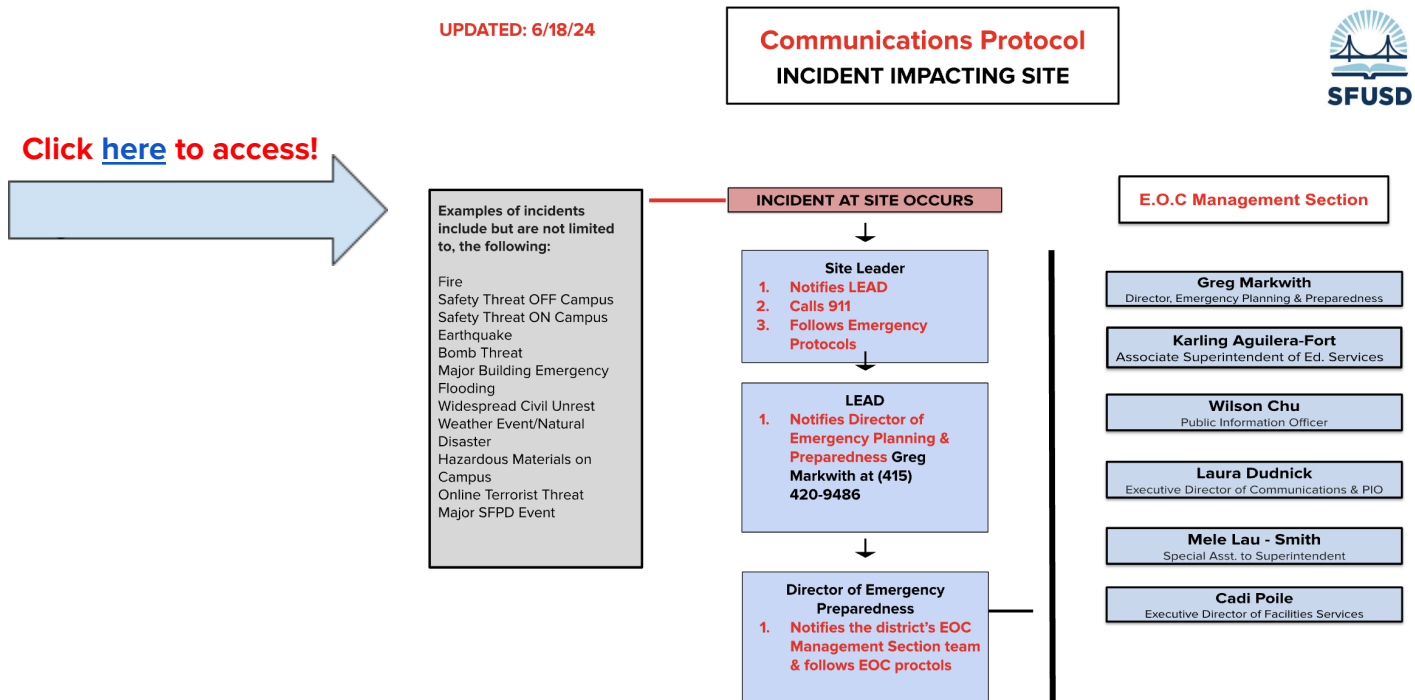 UPDATED: 6/18/24
Communications Protocol
INCIDENT IMPACTING SITE
SFUSD
Click here to access!
Examples of incidents
include but are not limited
to, the following:
Fire
Safety Threat OFF Campus
Safety Threat ON Campus
Earthquake
Bomb Threat
Major Building Emergency
Flooding
Widespread Civil Unrest
Weather Event/Natural
Disaster
Hazardous Materials on
Campus
Online Terrorist Threat
Major SFPD Event
INCIDENT AT SITE OCCURS
Site Leader
1. Notifies LEAD
2. Calls 911
3. Follows Emergency
Protocols
LEAD
1. Notifies Director of
Emergency Planning &
Preparedness Greg
Markwith at (415)
420-9486
Director of Emergency
Preparedness
1. Notifies the district's EOC
Management Section team
& follows EOC proctols
E.O.C Management Section
Greg Markwith
Director, Emergency Planning & Preparedness
Karling Aguilera-Fort
Associate Superintendent of Ed. Services
Wilson Chu
Public Information Officer
Laura Dudnick
Executive Director of Communications & PIO
Mele Lau - Smith
Special Asst. to Superintendent
Cadi Poile
Executive Director of Facilities Services